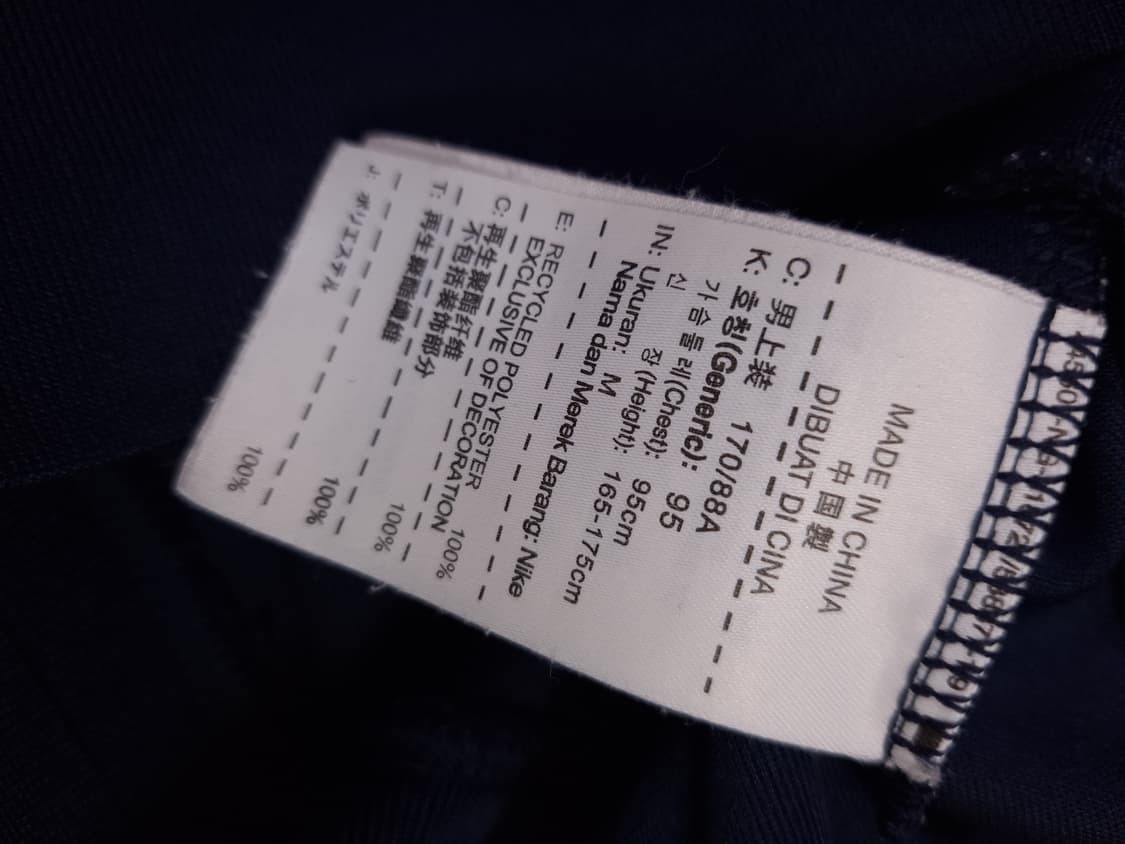 MADE IN CHINA
中 国 製
DIBUAT DI CINA
C: 男上装 170/88A
K: 호칭(Generic): 95
가슴둘레(Chest): 95cm
신 장 (Height): 165-175cm
IN: Ukuran: M
Nama dan Merek Barang: Nike
E: RECYCLED POLYESTER 100%
EXCLUSIVE OF DECORATION
C: 再生聚酯纤维 100%
不包括装饰部分
T: 再生聚酯纖維 100%
J: ポリエステル 100%